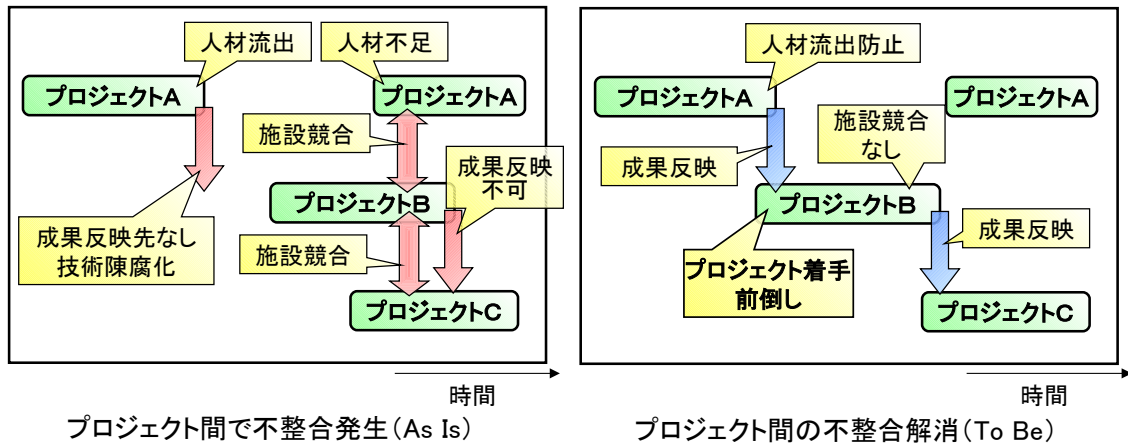 人材流出
人材不足
プロジェクトA
プロジェクトA
施設競合
成果反映
不可
プロジェクトB
成果反映先なし
技術陳腐化
施設競合
プロジェクトC
時間
プロジェクト間で不整合発生(As Is)
人材流出防止
プロジェクトA
プロジェクトA
施設競合
なし
成果反映
プロジェクトB
成果反映
プロジェクト着手
前倒し
プロジェクトC
時間
プロジェクト間の不整合解消(To Be)